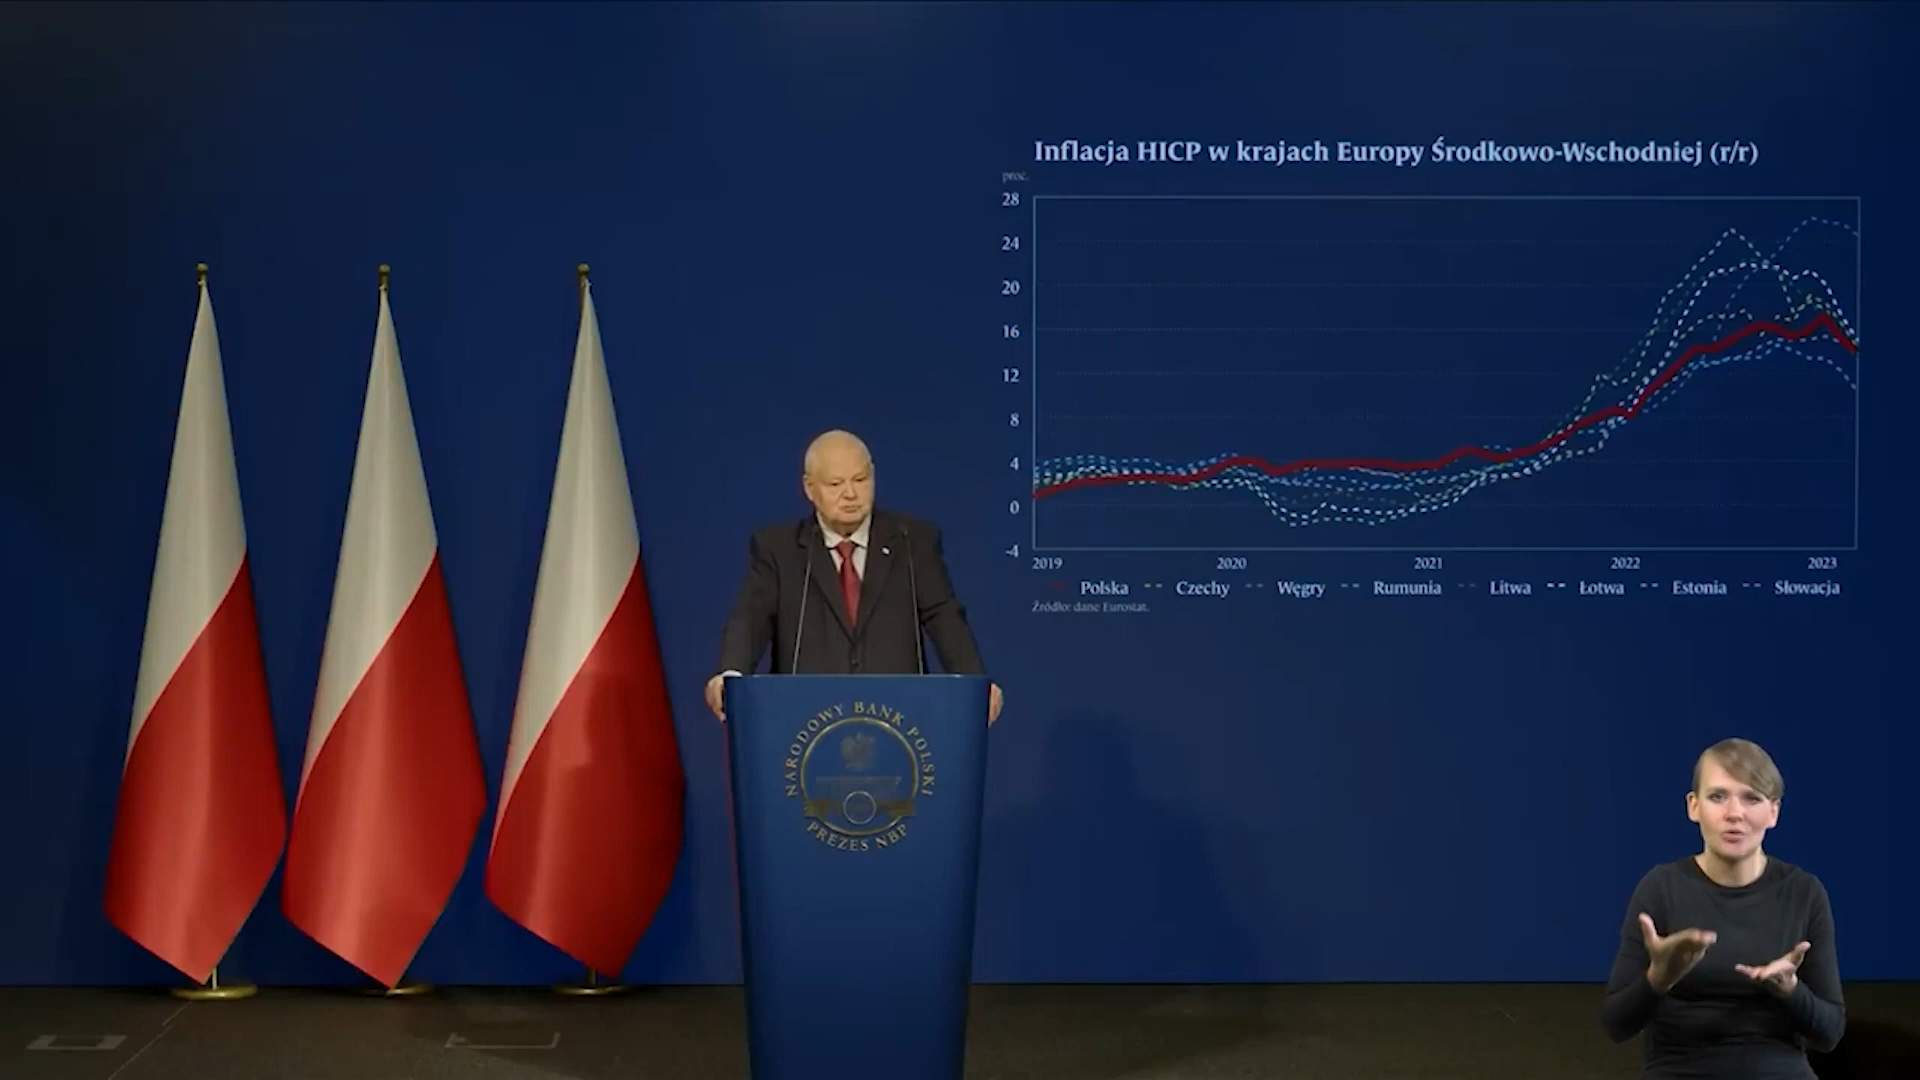 Inflacja HICP w krajach Europy Środkowo-Wschodniej (r/r)
proc.
28
24
20
16
12
8
4
0
-4
2019 2020 2021 2022 2023
Polska Czechy Węgry Rumunia Litwa Łotwa Estonia Słowacja
Źródło: dane Eurostat.
NARODOWY BANK POLSKI
PREZES NBP